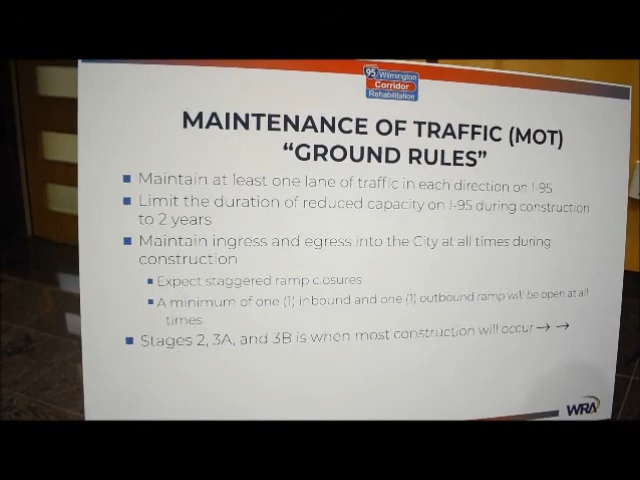 95 Wilmington
Corridor
Rehabilitation
MAINTENANCE OF TRAFFIC (MOT)
“GROUND RULES”
Maintain at least one lane of traffic in each direction on I-95
Limit the duration of reduced capacity on I-95 during construction
to 2 years
Maintain ingress and egress into the City at all times during
construction
Expect staggered ramp closures
A minimum of one (1) inbound and one (1) outbound ramp will be open at all
times
Stages 2, 3A, and 3B is when most construction will occur → →
WRA